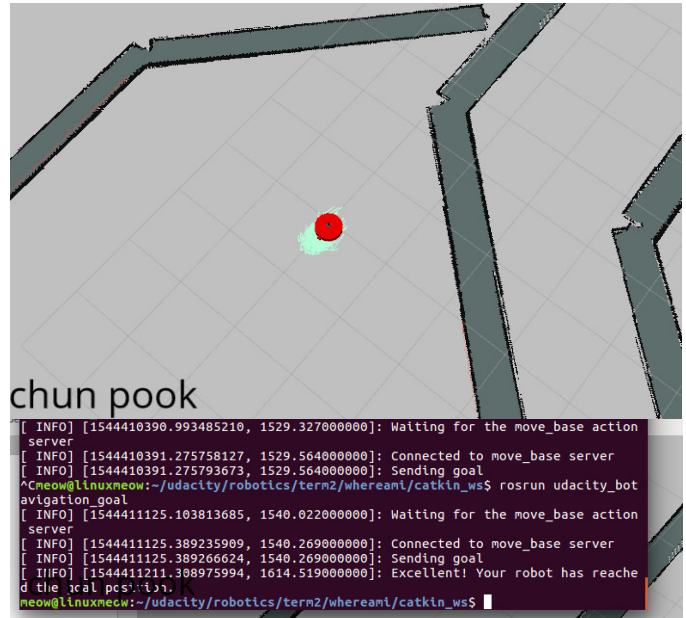 chun pook
[ INFO] [1544410390.993485210, 1529.327000000]: Waiting for the move_base action
 server
[ INFO] [1544410391.275758127, 1529.564000000]: Connected to move_base server
[ INFO] [1544410391.275793673, 1529.564000000]: Sending goal
^Cmeow@linuxmeow:~/udacity/robotics/term2/whereami/catkin_ws$ rosrun udacity_bot
avigation_goal
[ INFO] [1544411125.103813685, 1540.022000000]: Waiting for the move_base action
 server
[ INFO] [1544411125.389235909, 1540.269000000]: Connected to move_base server
[ INFO] [1544411125.389266624, 1540.269000000]: Sending goal
[ INFO] [1544411211.308975994, 1614.519000000]: Excellent! Your robot has reache
d the goal position.
chun pook
meow@linuxmeow:~/udacity/robotics/term2/whereami/catkin_ws$